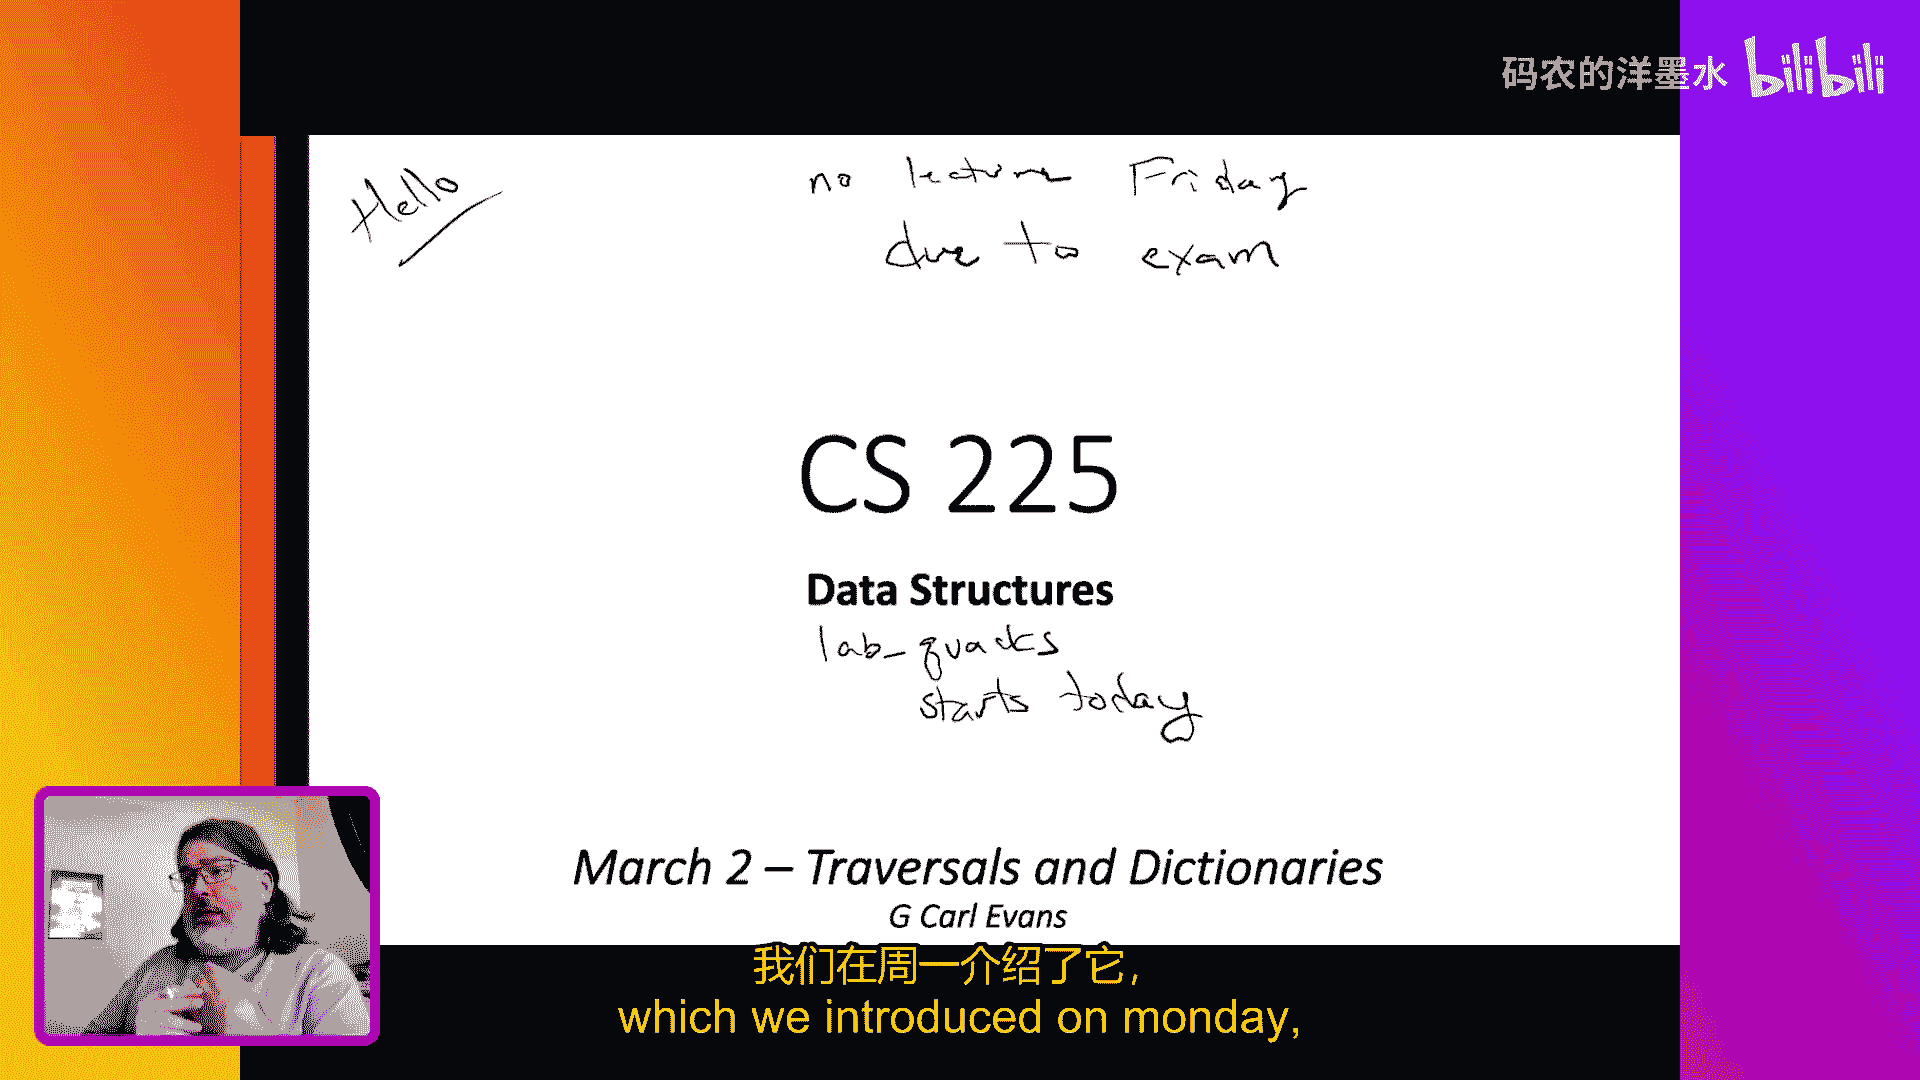 码农的洋墨水 bilibili
Hello
no lecture Friday
due to exam
CS 225
Data Structures
lab_quacks
starts today
March 2 – Traversals and Dictionaries
G Carl Evans
我们在周一介绍了它,
which we introduced on monday,